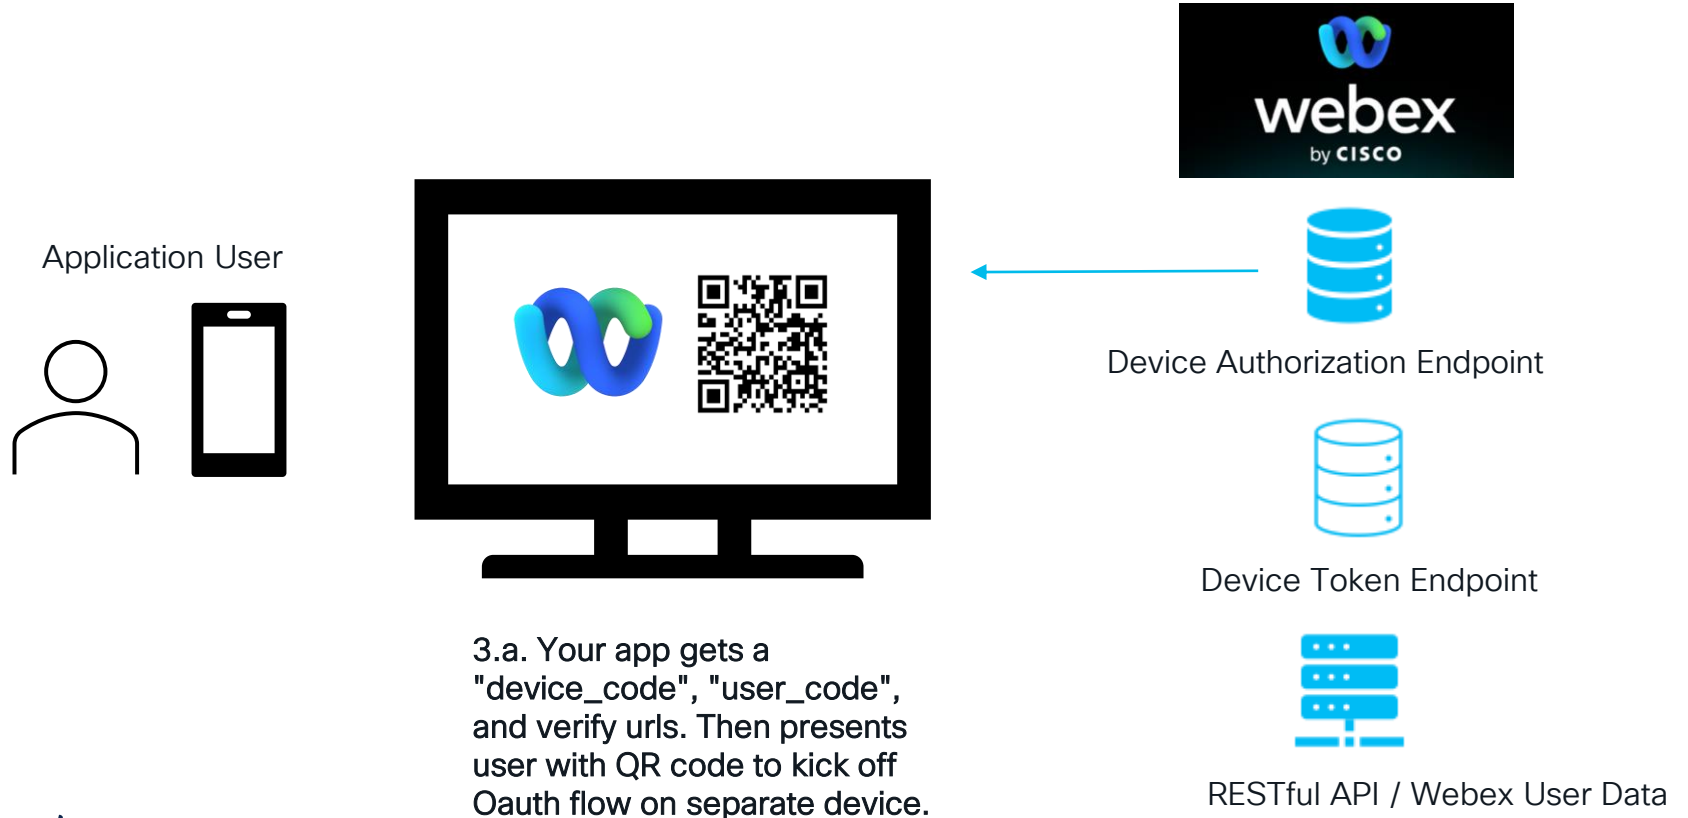 webex
by CISCO
Application User
Device Authorization Endpoint
Device Token Endpoint
3.a. Your app gets a
"device_code", "user_code",
and verify urls. Then presents
user with QR code to kick off
Oauth flow on separate device.
RESTful API / Webex User Data